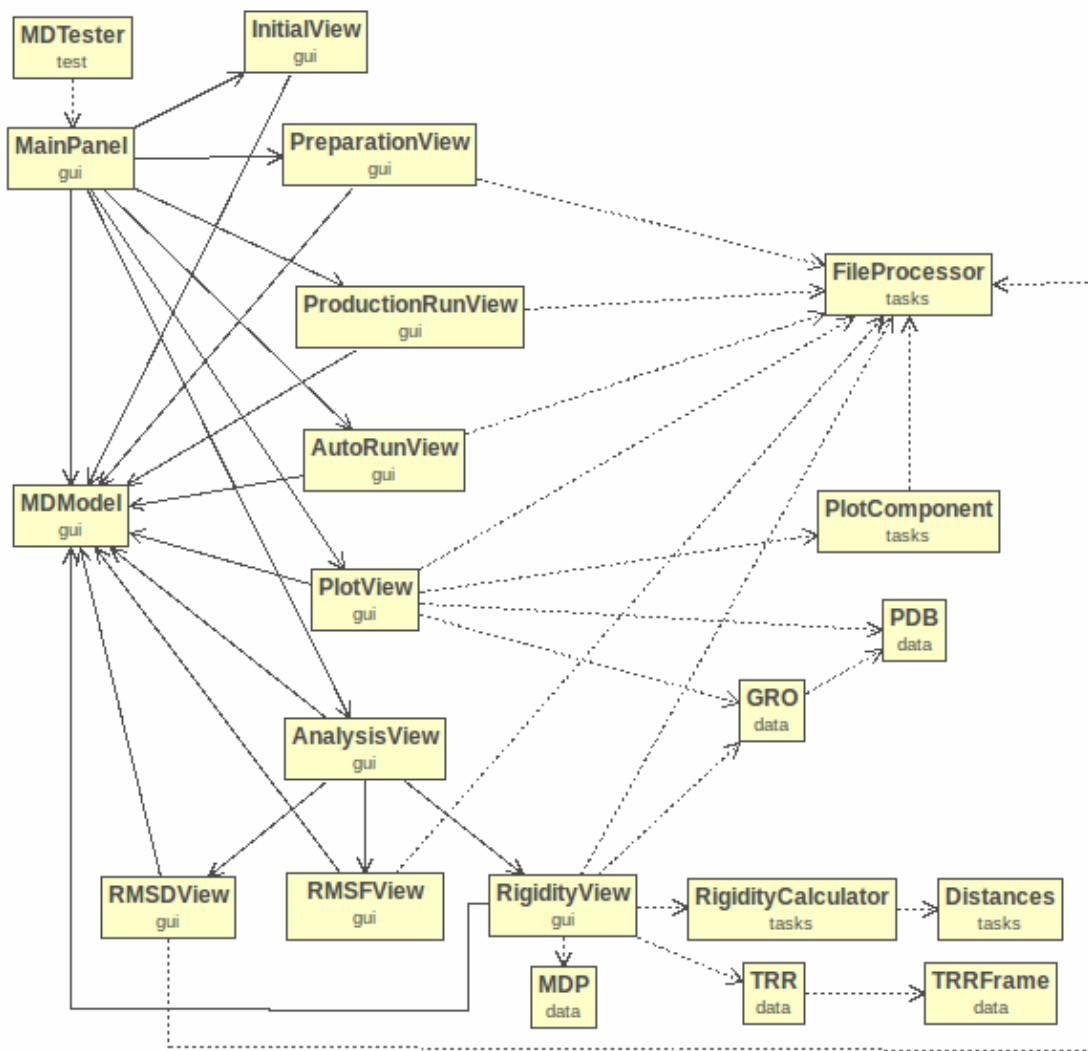 MDTester
test
InitialView
gui
MainPanel
gui
PreparationView
gui
FileProcessor
tasks
ProductionRunView
gui
AutoRunView
gui
MDModel
gui
PlotComponent
tasks
PlotView
gui
PDB
data
GRO
data
AnalysisView
gui
RMSDView
gui
RMSFView
gui
RigidityView
gui
RigidityCalculator
tasks
Distances
tasks
MDP
data
TRR
data
TRRFrame
data